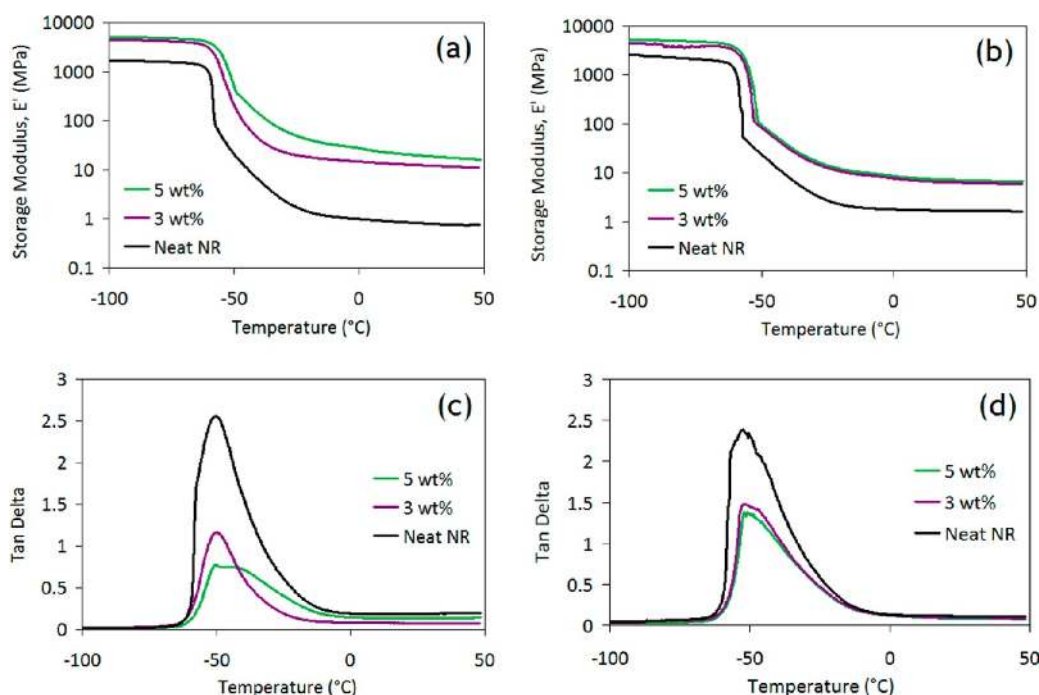 (a)
Storage Modulus, E' (MPa)
10000
1000
100
10
1
0.1
5 wt%
3 wt%
Neat NR
-100
-50
0
50
Temperature (°C)
(b)
Storage Modulus, E' (MPa)
10000
1000
100
10
1
0.1
5 wt%
3 wt%
Neat NR
-100
-50
0
50
Temperature (°C)
(c)
Tan Delta
3
2.5
2
1.5
1
0.5
0
5 wt%
3 wt%
Neat NR
-100
-50
0
50
Temperature (°C)
(d)
Tan Delta
3
2.5
2
1.5
1
0.5
0
5 wt%
3 wt%
Neat NR
-100
-50
0
50
Temperature (°C)